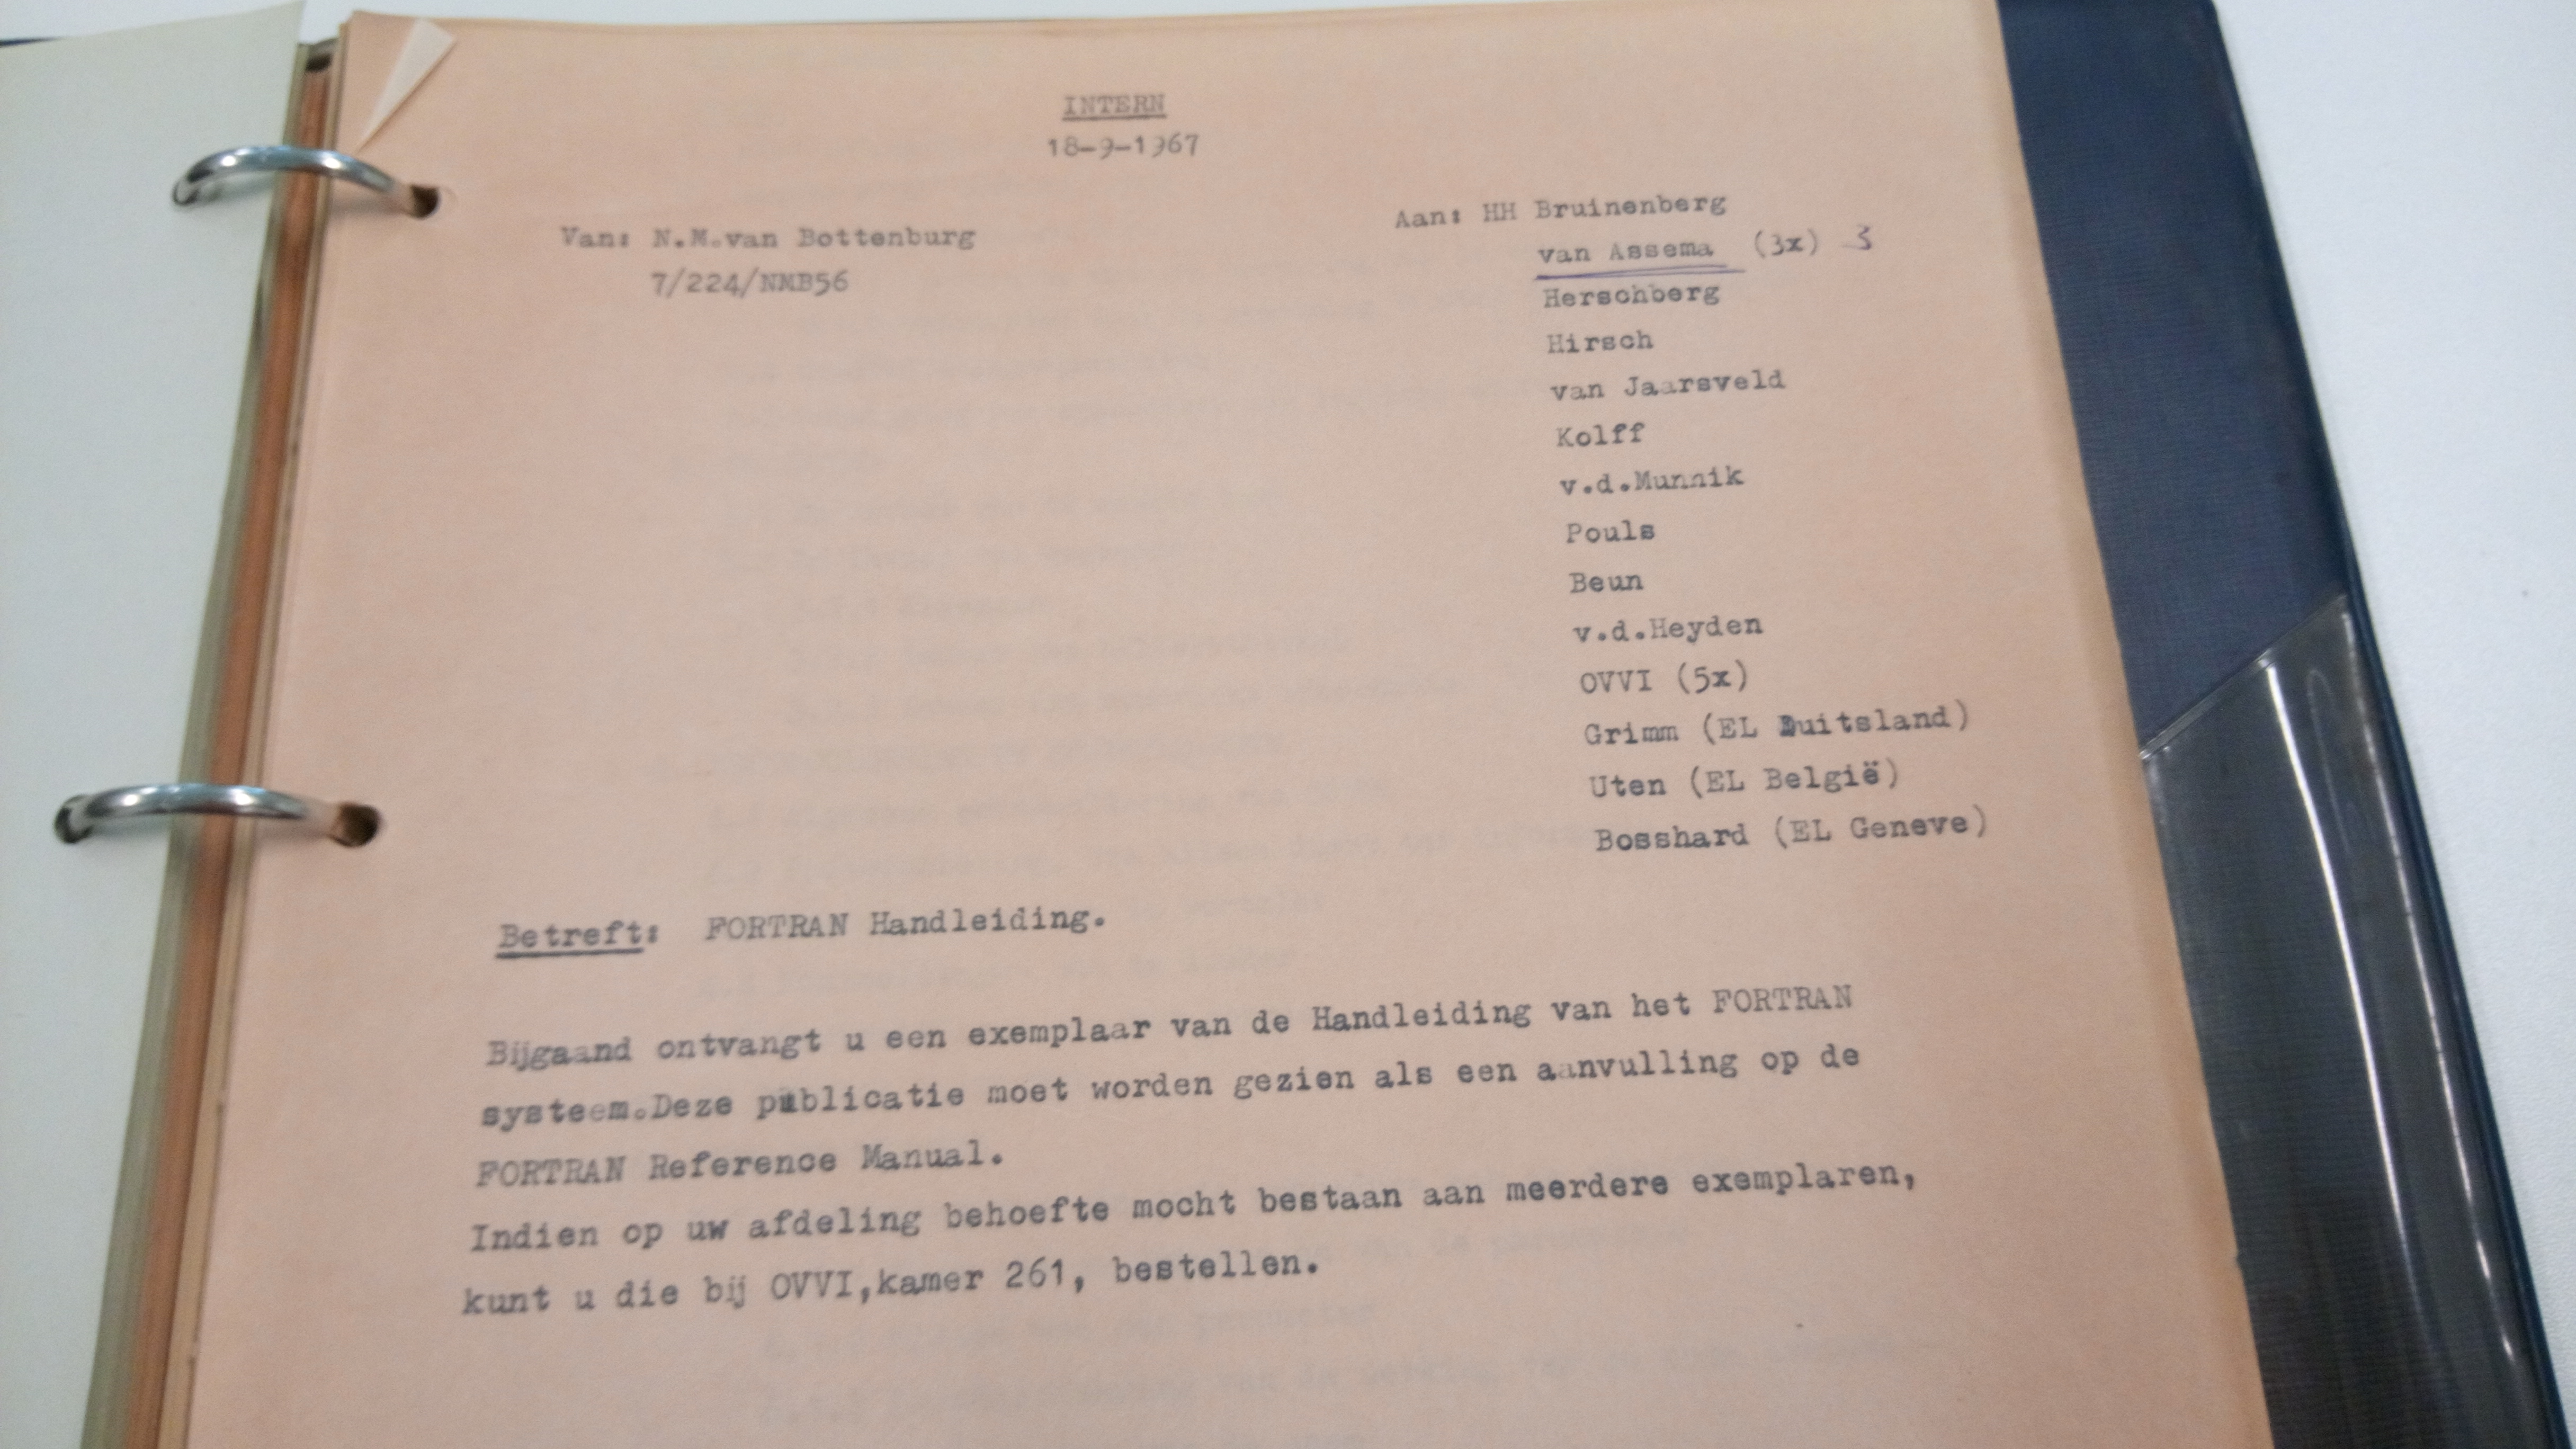 INTERN
18-9-1967
Van: N.M.van Bottenburg
7/224/NMB56
Aan: HH Bruinenberg
van Assema (3x) 3
Herschberg
Hirsch
van Jaarsveld
Kolff
v.d.Munnik
Pouls
Beun
v.d.Heyden
OVVI (5x)
Grimm (EL Duitsland)
Uten (EL België)
Bosshard (EL Geneve)
Betreft: FORTRAN Handleiding.
Bijgaand ontvangt u een exemplaar van de Handleiding van het FORTRAN
systeem.Deze publicatie moet worden gezien als een aanvulling op de
FORTRAN Reference Manual.
Indien op uw afdeling behoefte mocht bestaan aan meerdere exemplaren,
kunt u die bij OVVI,kamer 261, bestellen.